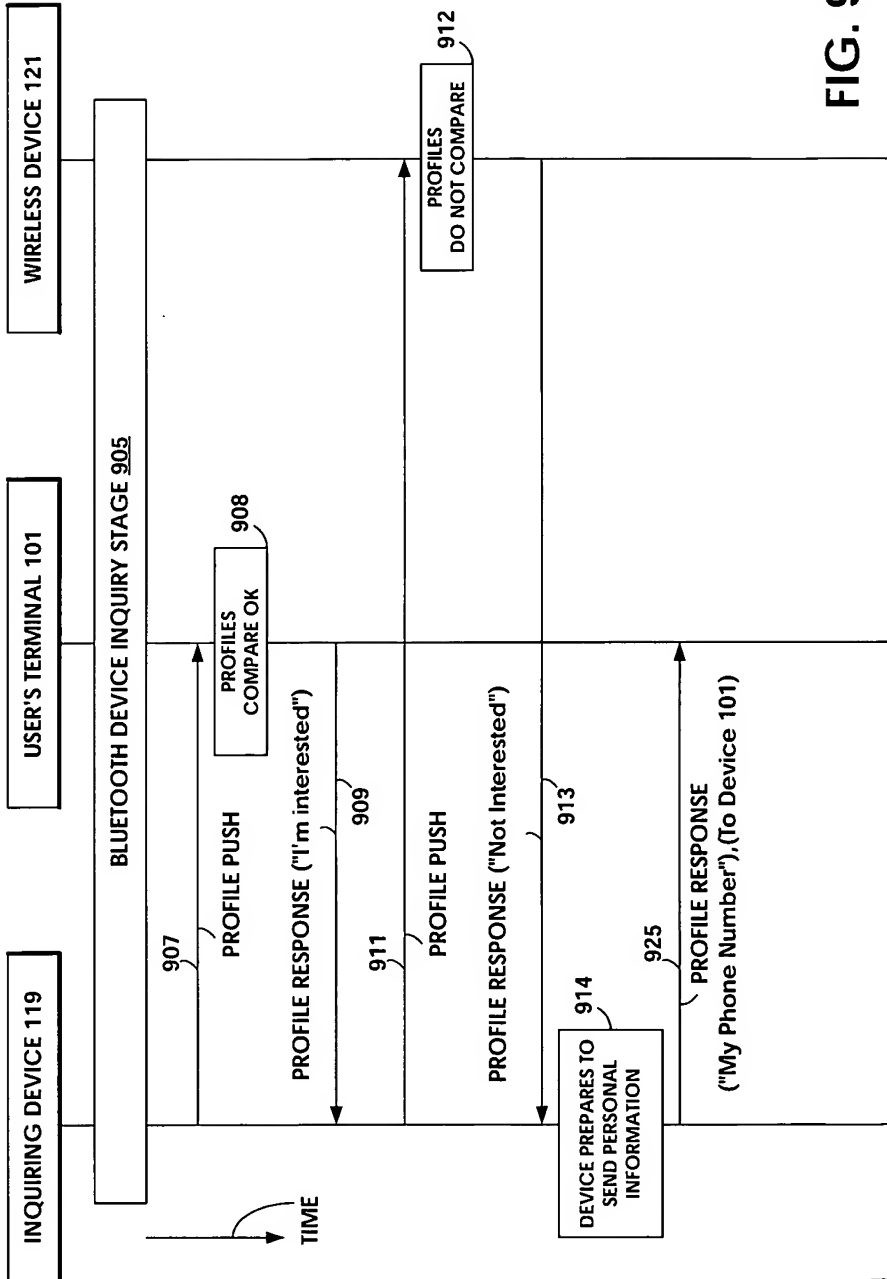 INQUIRING DEVICE 119
USER'S TERMINAL 101
WIRELESS DEVICE 121
BLUETOOTH DEVICE INQUIRY STAGE 905
TIME
907
PROFILE PUSH
908
PROFILES
COMPARE OK
PROFILE RESPONSE ("I'm interested")
909
911
PROFILE PUSH
912
PROFILES
DO NOT COMPARE
PROFILE RESPONSE ("Not Interested")
913
914
DEVICE PREPARES TO
SEND PERSONAL
INFORMATION
925
PROFILE RESPONSE
("My Phone Number"),(To Device 101)
FIG. 9